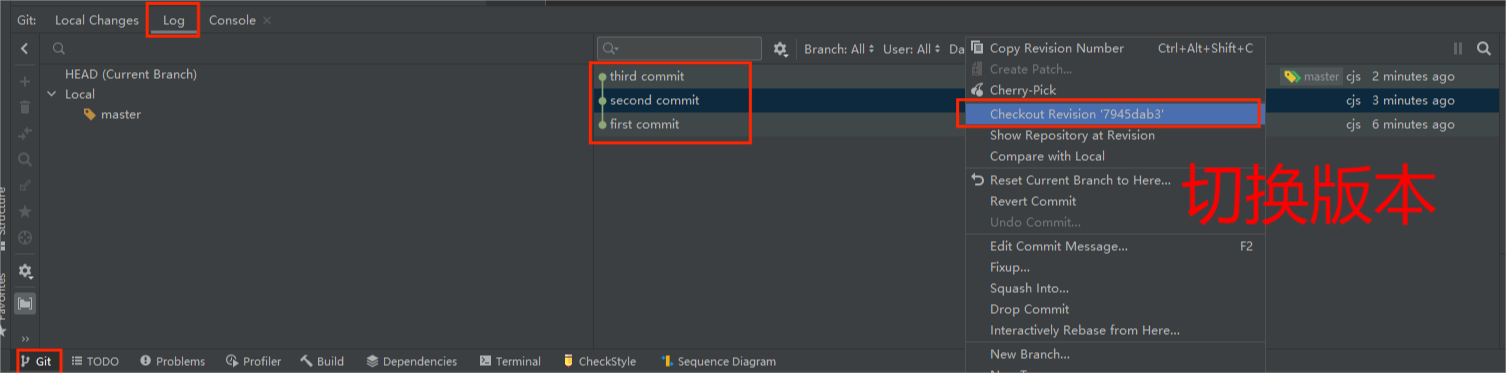 Git: Local Changes Log Console
Branch: All User: All Da
HEAD (Current Branch)
Local
master
third commit master cjs 2 minutes ago
second commit cjs 3 minutes ago
first commit cjs 6 minutes ago
Copy Revision Number Ctrl+Alt+Shift+C
Create Patch...
Cherry-Pick
Checkout Revision '7945dab3'
Show Repository at Revision
Compare with Local
Reset Current Branch to Here...
Revert Commit
Undo Commit...
Edit Commit Message... F2
Fixup...
Squash Into...
Drop Commit
Interactively Rebase from Here...
New Branch...
切换版本
Structure
Favorites
Git TODO Problems Profiler Build Dependencies Terminal CheckStyle Sequence Diagram